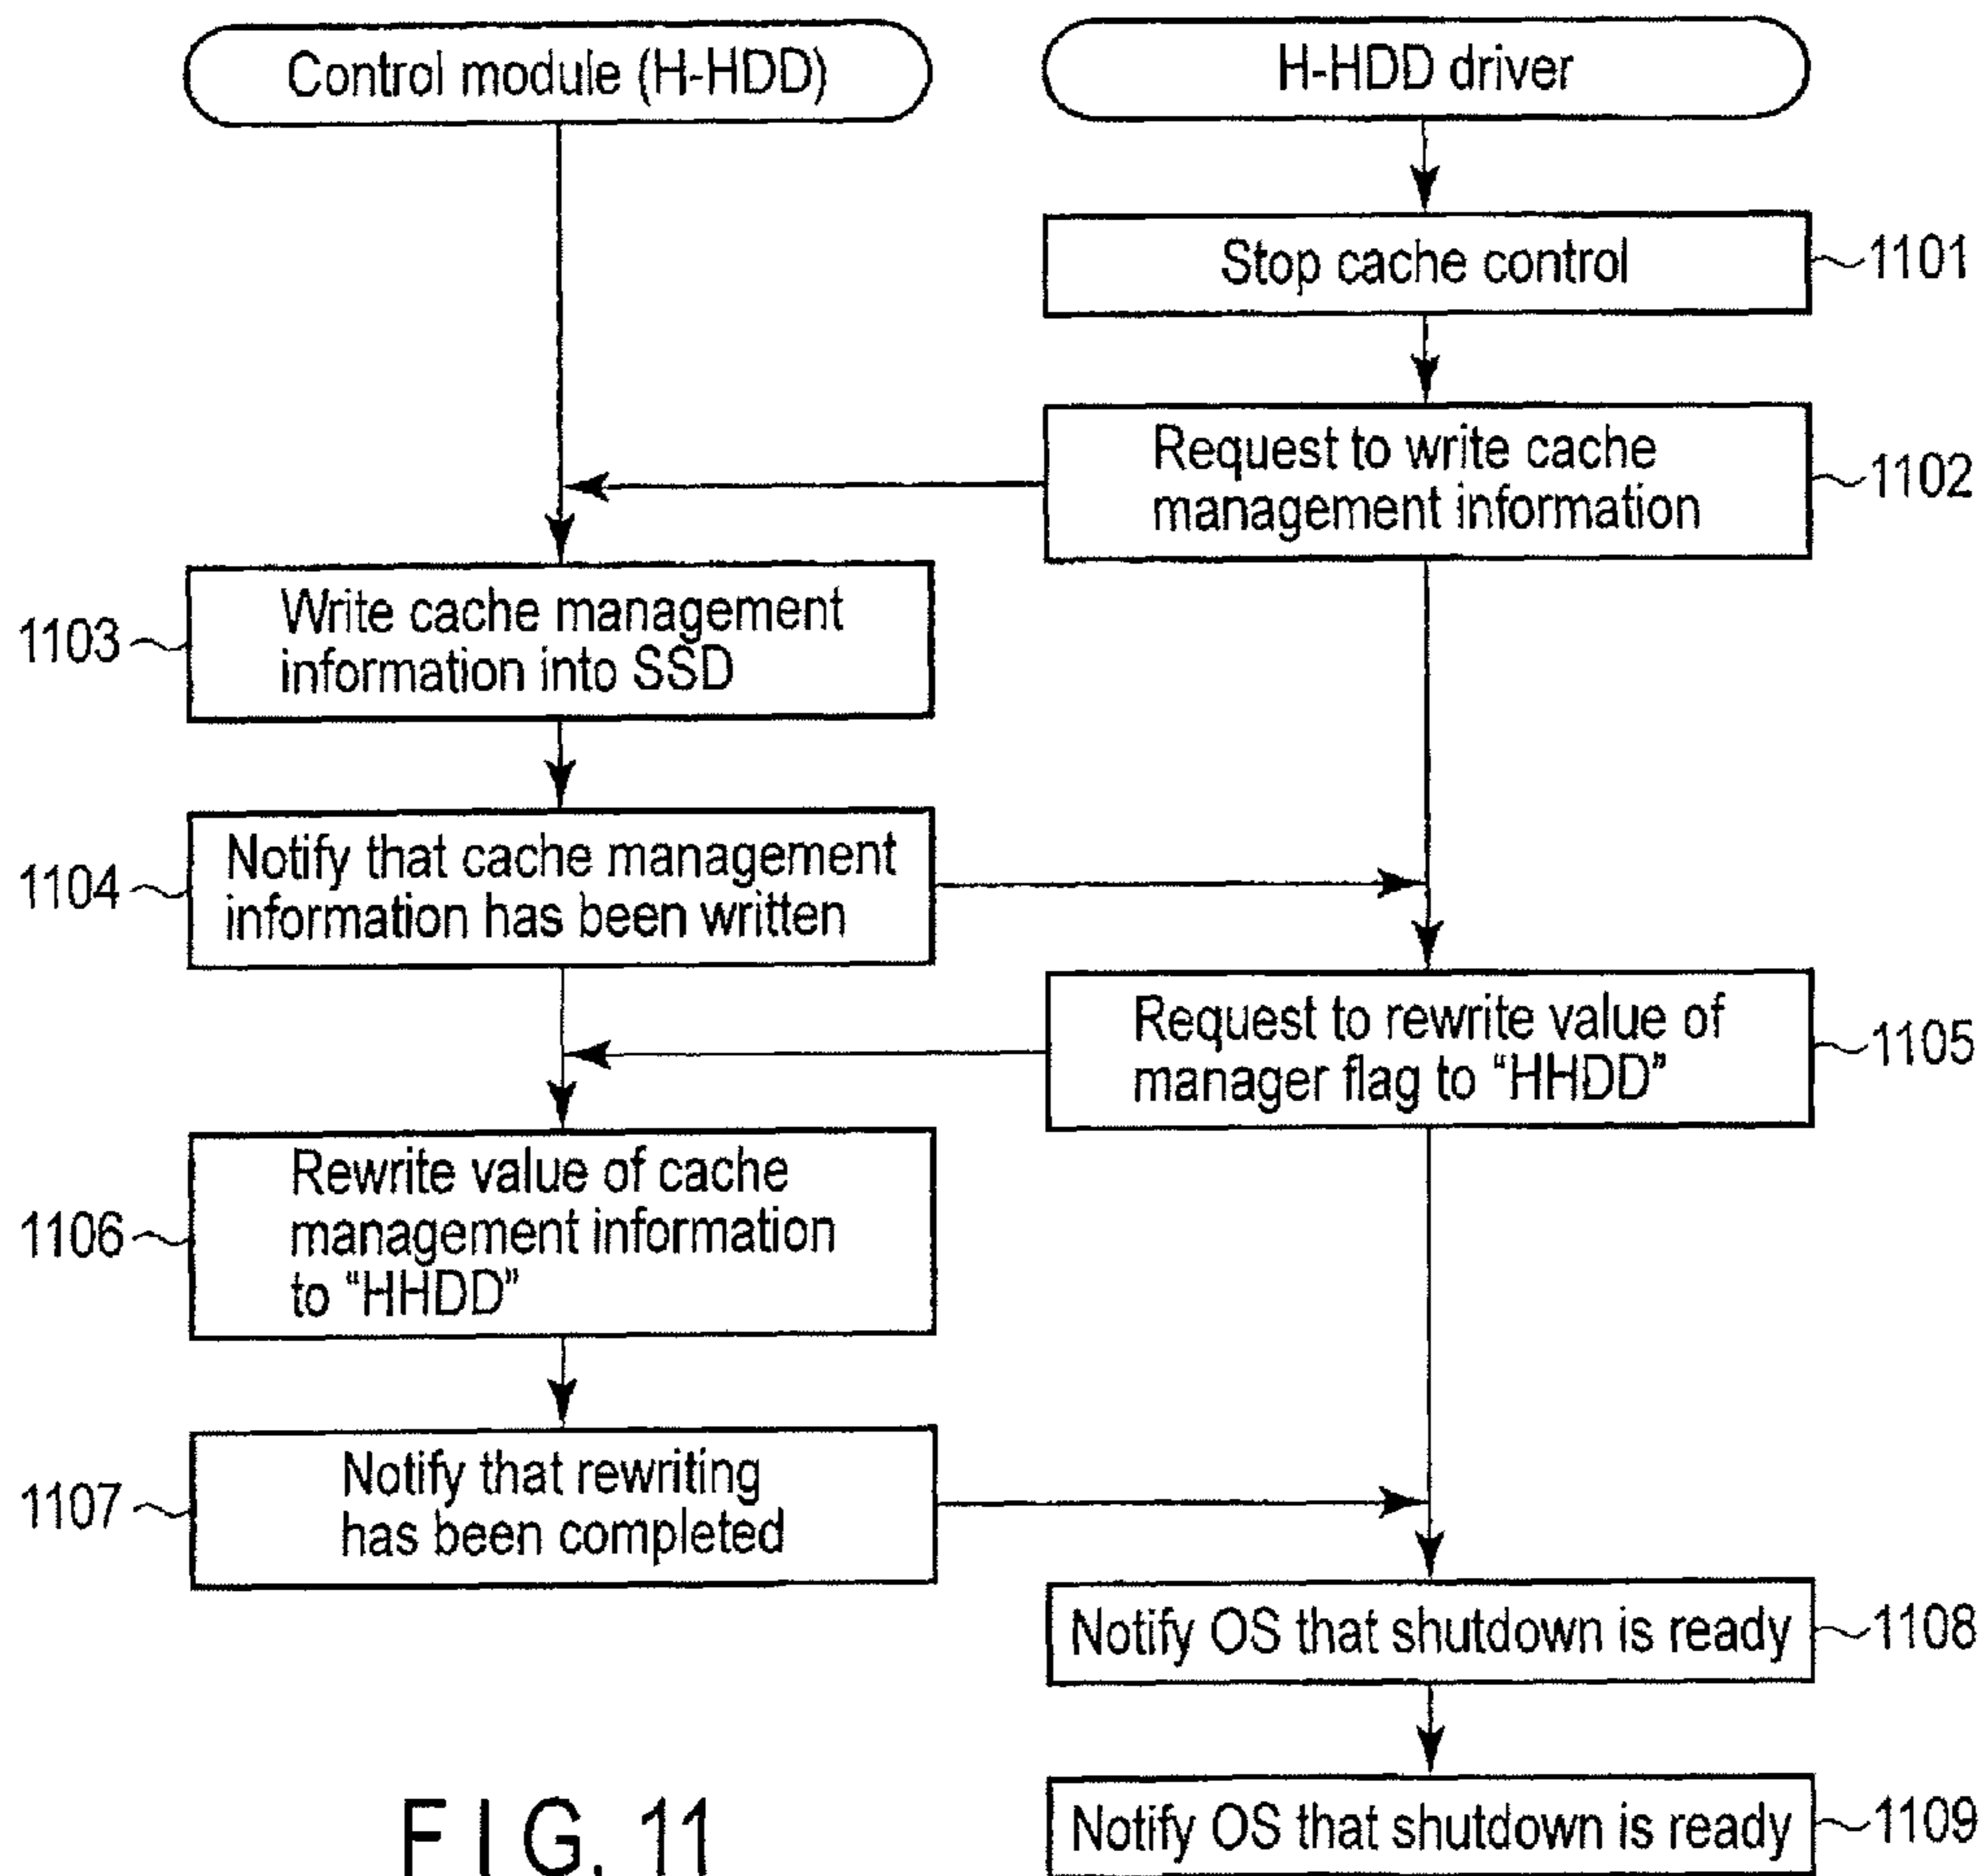 Control module (H-HDD)
H-HDD driver
Stop cache control
1101
Request to write cache
management information
1102
1103
Write cache management
information into SSD
1104
Notify that cache management
information has been written
Request to rewrite value of
manager flag to “HHDD”
1105
1106
Rewrite value of cache
management information
to “HHDD”
1107
Notify that rewriting
has been completed
Notify OS that shutdown is ready
1108
Notify OS that shutdown is ready
1109
FIG. 11